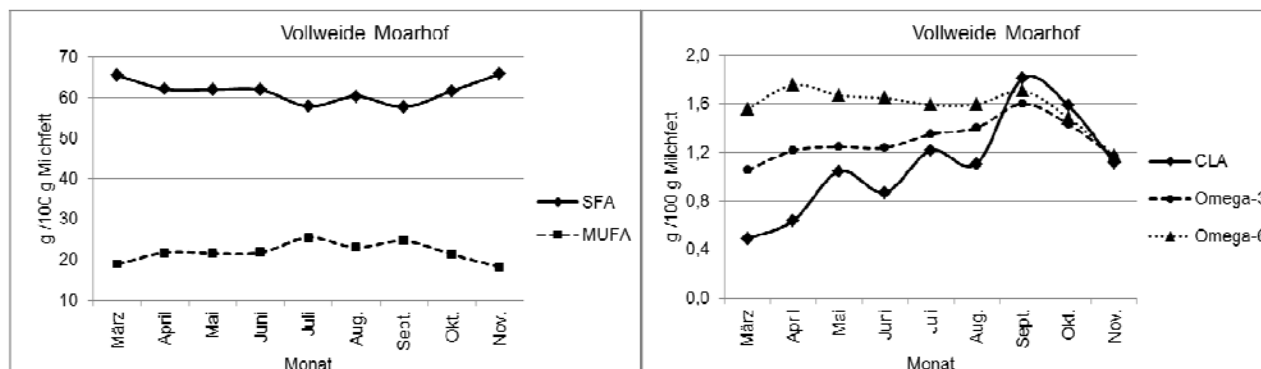 Vollweide Moarhof
g /100 g Milchfett
70
60
50
40
30
20
10
SFA
MUFA
März
April
Mai
Juni
Juli
Aug.
Sept.
Okt.
Nov.
Monat
Vollweide Moarhof
g /100 g Milchfett
2,0
1,6
1,2
0,8
0,4
0,0
CLA
Omega-3
Omega-6
März
April
Mai
Juni
Juli
Aug.
Sept.
Okt.
Nov.
Monat